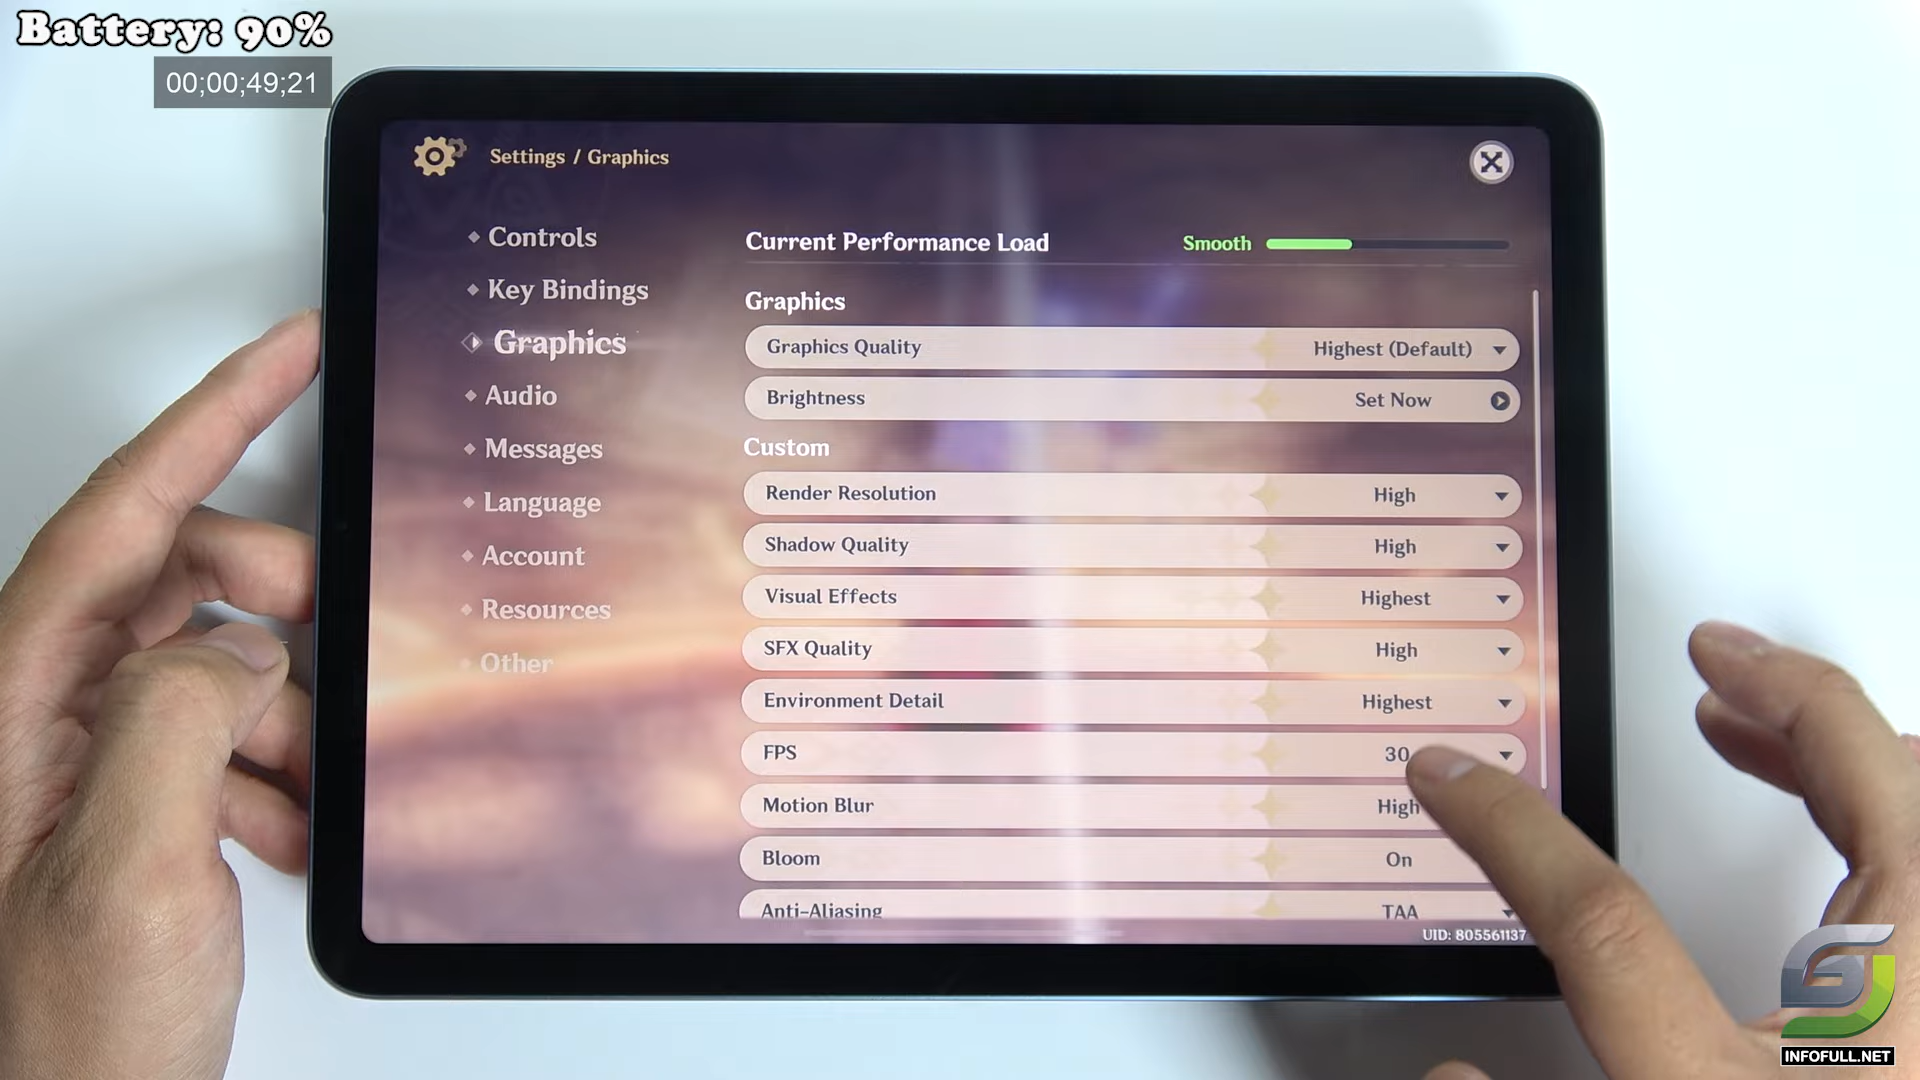 Battery: 90%
00;00;49;21
Settings / Graphics
Controls
Key Bindings
Graphics
Audio
Messages
Language
Account
Resources
Other
Current Performance Load Smooth
Graphics
Graphics Quality Highest (Default)
Brightness Set Now
Custom
Render Resolution High
Shadow Quality High
Visual Effects Highest
SFX Quality High
Environment Detail Highest
FPS 30
Motion Blur High
Bloom On
Anti-Aliasing TAA
UID: 805561137
INFOFULL.NET